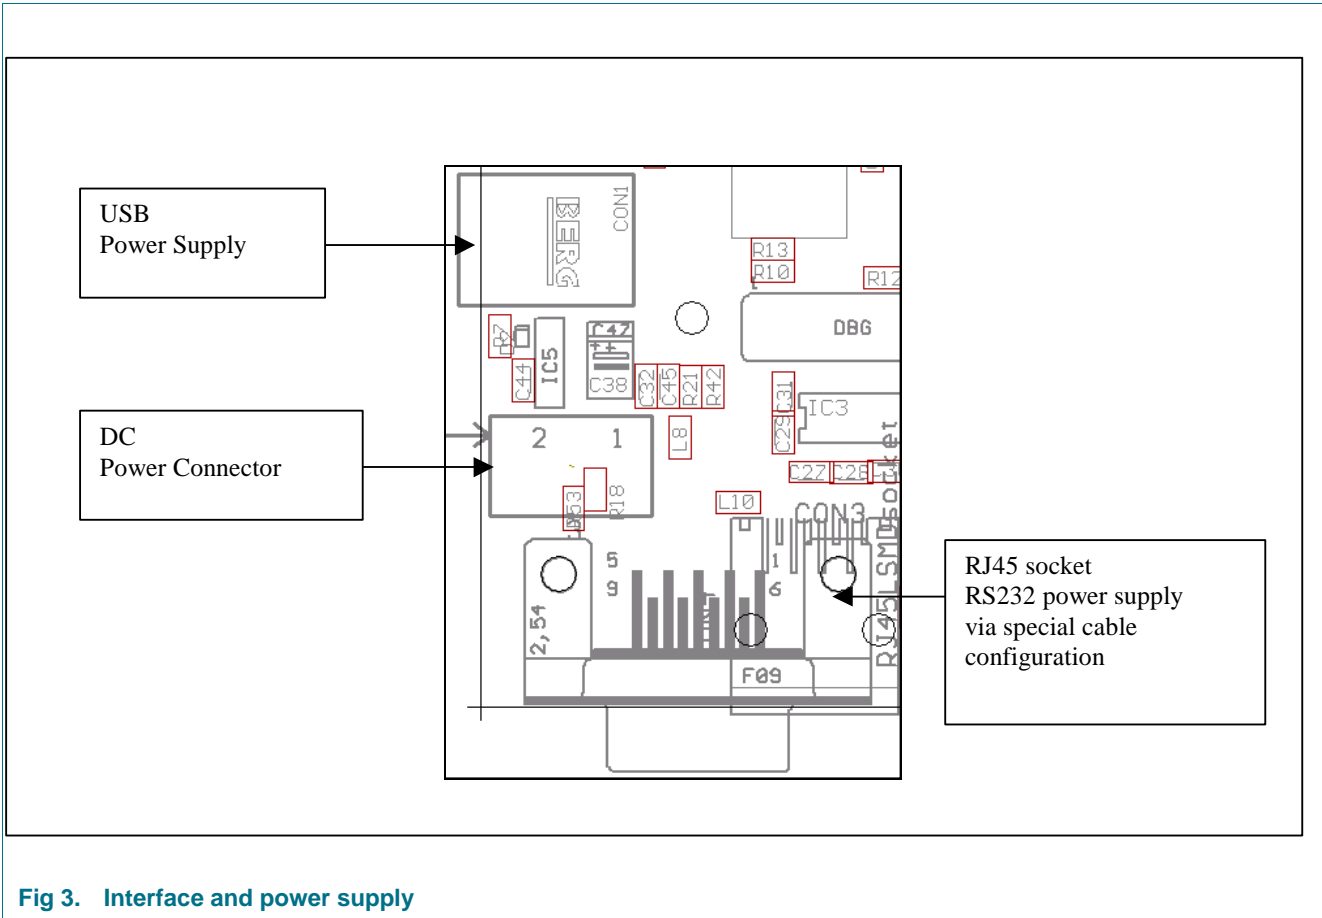 USB
Power Supply
BERG
CON1
R13
R10
R12
DBG
C47
IC5
C44
C38
C32
C45
R21
R42
C31
IC3
C29
DC
Power Connector
2 1
L8
C27
C28
R18
L10
CON3
RJ45LSMDsocket
5
9
1
6
2,54
F09
RJ45 socket
RS232 power supply
via special cable
configuration
Fig 3. Interface and power supply